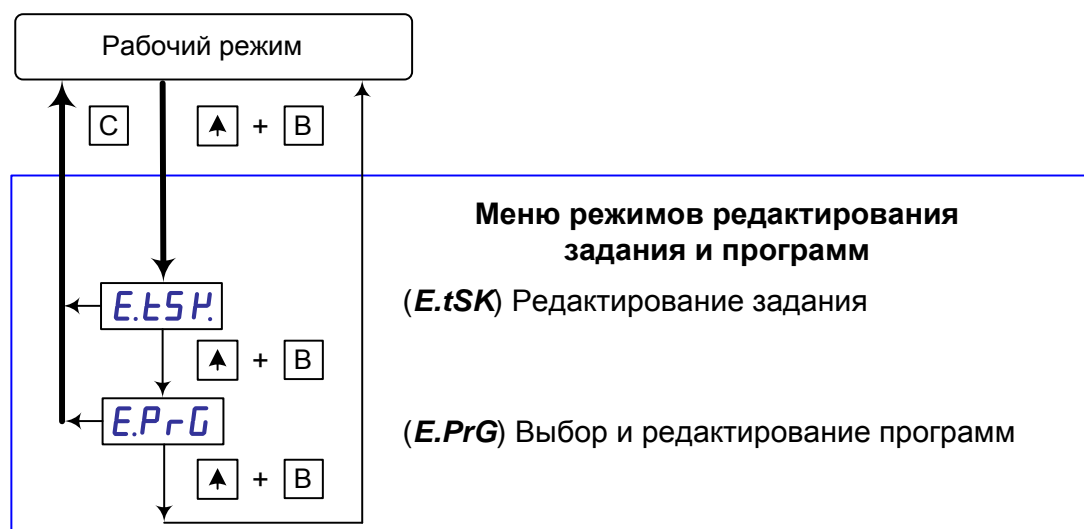 Рабочий режим
C
+ B
Меню режимов редактирования
задания и программ
E.tSK.
(E.tSK) Редактирование задания
+ B
E.PrG
(E.PrG) Выбор и редактирование программ
+ B